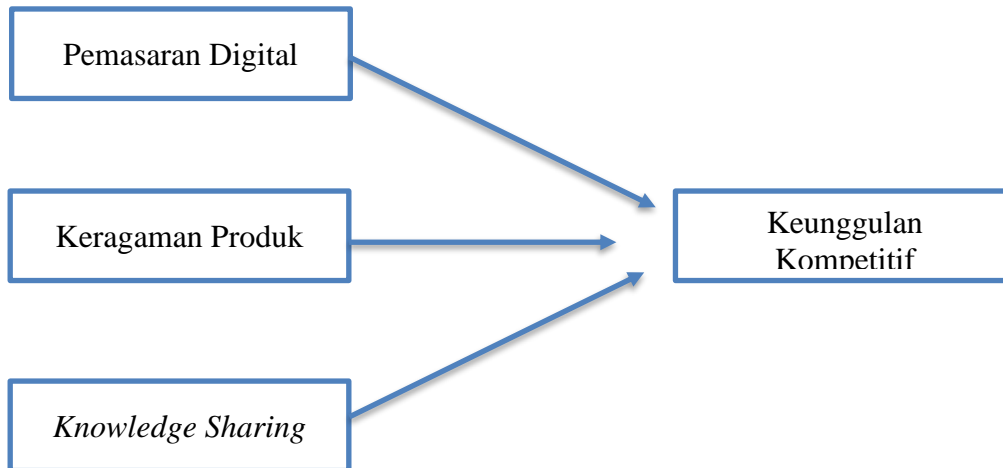 Pemasaran Digital
Keragaman Produk
Keunggulan
Kompetitif
Knowledge Sharing